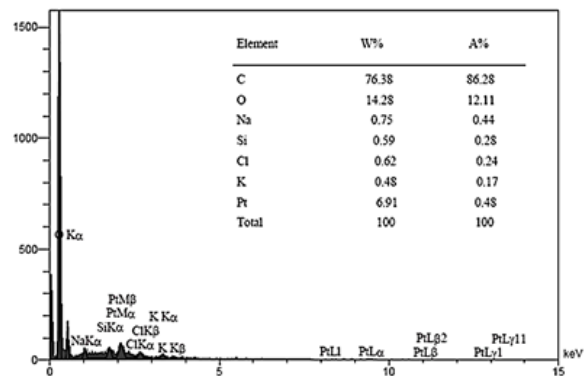 1500
1000
500
0
Element W% A%
C 76.38 86.28
O 14.28 12.11
Na 0.75 0.44
Si 0.59 0.28
Cl 0.62 0.24
K 0.48 0.17
Pt 6.91 0.48
Total 100 100
Kα
PtMβ
PtMα K Kα
SiKα ClKβ
NaKα ClKα K Kβ
PtLβ2 PtLγ11
PtLl PtLα PtLβ PtLγ1
0 5 10 15
keV